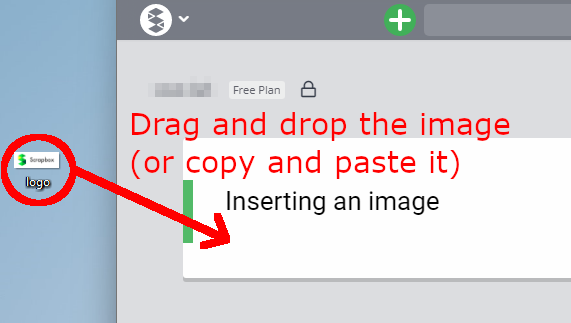 Free Plan
Drag and drop the image
(or copy and paste it)
Scrapbox
logo
Inserting an image